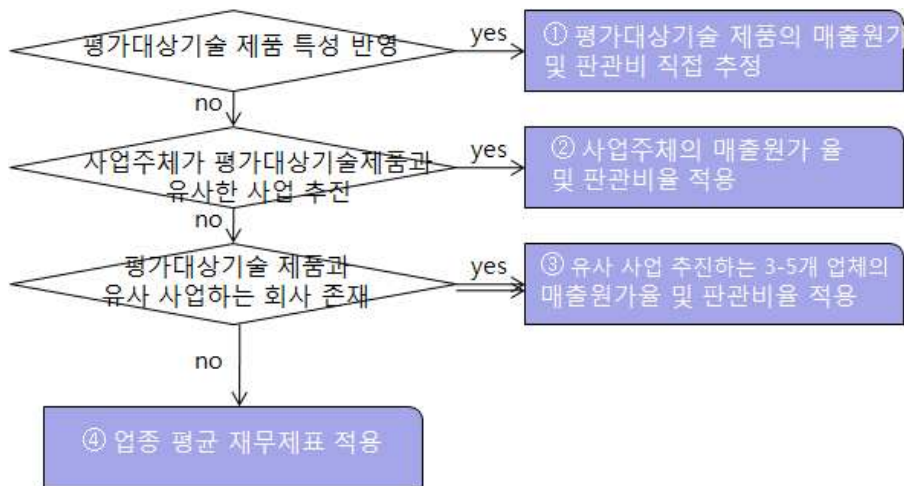 평가대상기술 제품 특성 반영
yes
① 평가대상기술 제품의 매출원가
및 판관비 직접 추정
no
사업주체가 평가대상기술제품과
유사한 사업 추진
yes
② 사업주체의 매출원가 율
및 판관비율 적용
no
평가대상기술 제품과
유사 사업하는 회사 존재
yes
③ 유사 사업 추진하는 3-5개 업체의
매출원가율 및 판관비율 적용
no
④ 업종 평균 재무제표 적용